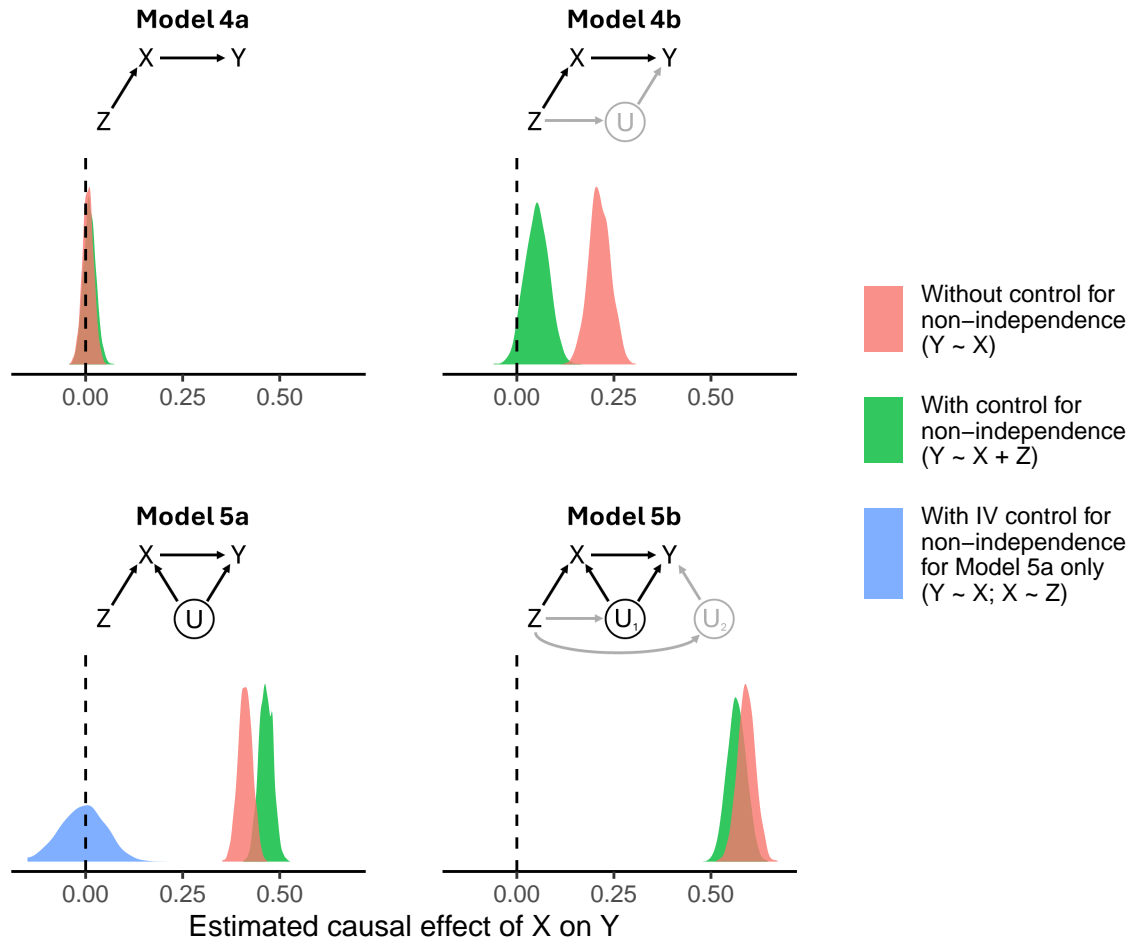 Model 4a
X
Y
Z
0.00
0.25
0.50
Model 4b
X
Y
Z
U
0.00
0.25
0.50
Without control for
non−independence
(Y ~ X)
With control for
non−independence
(Y ~ X + Z)
With IV control for
non−independence
for Model 5a only
(Y ~ X; X ~ Z)
Model 5a
X
Y
Z
U
0.00
0.25
0.50
Model 5b
X
Y
Z
U₁
U₂
0.00
0.25
0.50
Estimated causal effect of X on Y